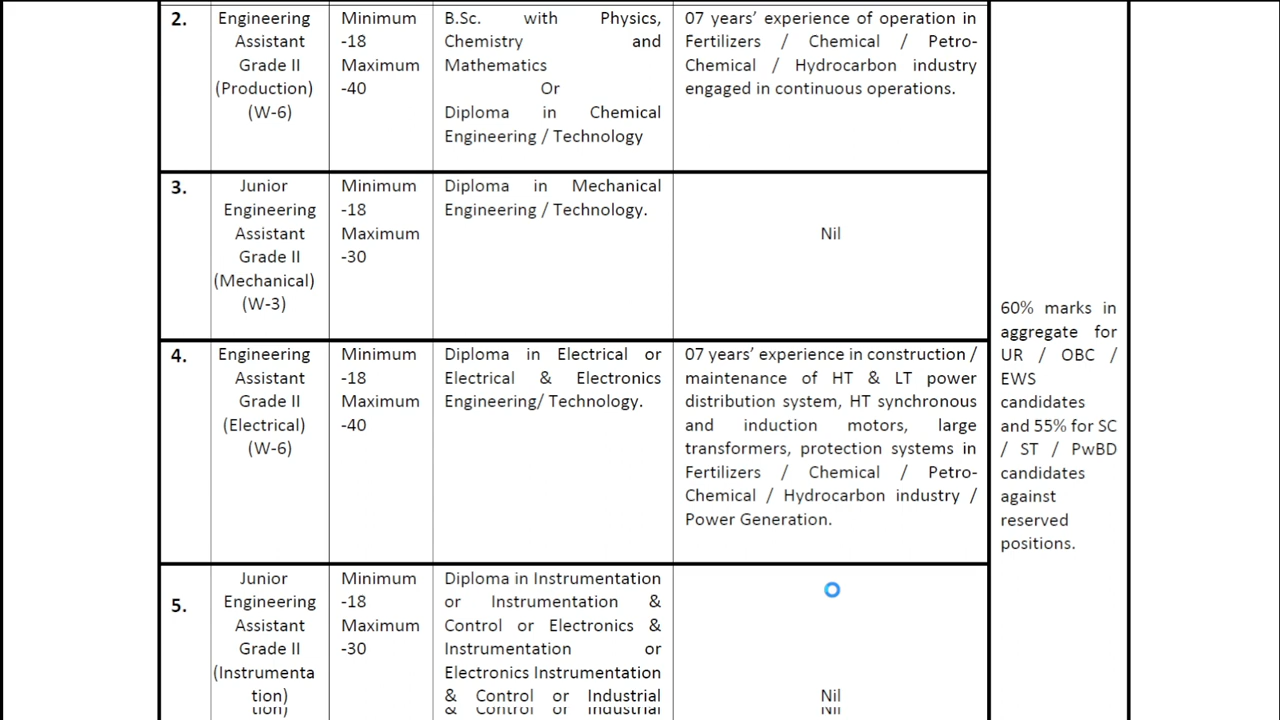 2.
Engineering
Assistant
Grade II
(Production)
(W-6)
Minimum
-18
Maximum
-40
B.Sc. with Physics,
Chemistry and
Mathematics
Or
Diploma in Chemical
Engineering / Technology
07 years’ experience of operation in
Fertilizers / Chemical / Petro-
Chemical / Hydrocarbon industry
engaged in continuous operations.
3.
Junior
Engineering
Assistant
Grade II
(Mechanical)
(W-3)
Minimum
-18
Maximum
-30
Diploma in Mechanical
Engineering / Technology.
Nil
4.
Engineering
Assistant
Grade II
(Electrical)
(W-6)
Minimum
-18
Maximum
-40
Diploma in Electrical or
Electrical & Electronics
Engineering/ Technology.
07 years’ experience in construction /
maintenance of HT & LT power
distribution system, HT synchronous
and induction motors, large
transformers, protection systems in
Fertilizers / Chemical / Petro-
Chemical / Hydrocarbon industry /
Power Generation.
5.
Junior
Engineering
Assistant
Grade II
(Instrumenta
tion)
Minimum
-18
Maximum
-30
Diploma in Instrumentation
or Instrumentation &
Control or Electronics &
Instrumentation or
Electronics Instrumentation
& Control or Industrial
Nil
60% marks in
aggregate for
UR / OBC /
EWS
candidates
and 55% for SC
/ ST / PwBD
candidates
against
reserved
positions.